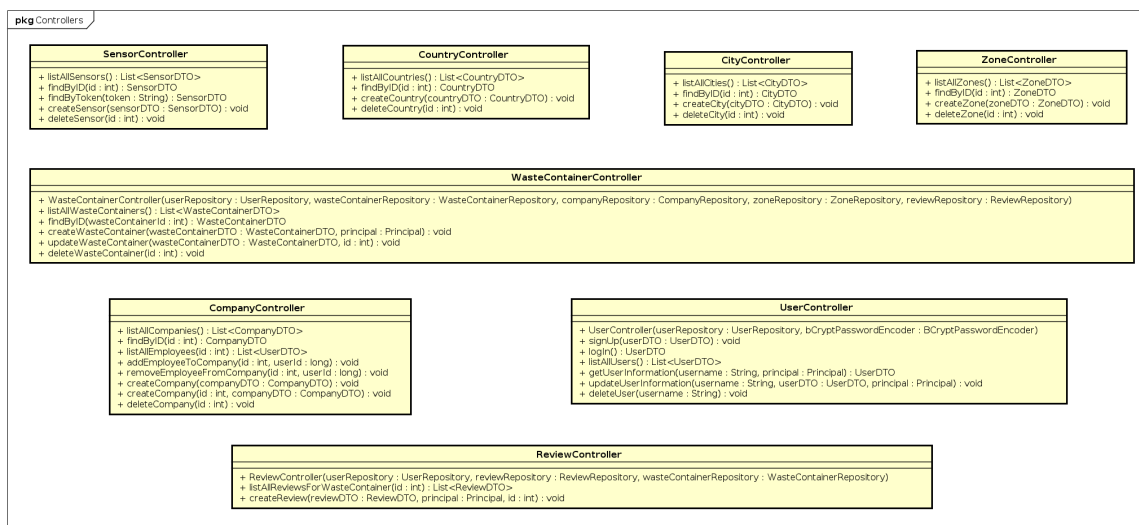 pkg Controllers
SensorController
+ listAllSensors() : List<SensorDTO>
+ findByID(id : int) : SensorDTO
+ findByToken(token : String) : SensorDTO
+ createSensor(sensorDTO : SensorDTO) : void
+ deleteSensor(id : int) : void
CountryController
+ listAllCountries() : List<CountryDTO>
+ findByID(id : int) : CountryDTO
+ createCountry(countryDTO : CountryDTO) : void
+ deleteCountry(id : int) : void
CityController
+ listAllCities() : List<CityDTO>
+ findByID(id : int) : CityDTO
+ createCity(cityDTO : CityDTO) : void
+ deleteCity(id : int) : void
ZoneController
+ listAllZones() : List<ZoneDTO>
+ findByID(id : int) : ZoneDTO
+ createZone(zoneDTO : ZoneDTO) : void
+ deleteZone(id : int) : void
WasteContainerController
+ WasteContainerController(userRepository : UserRepository, wasteContainerRepository : WasteContainerRepository, companyRepository : CompanyRepository, zoneRepository : ZoneRepository, reviewRepository : ReviewRepository)
+ listAllWasteContainers() : List<WasteContainerDTO>
+ findByID(wasteContainerId : int) : WasteContainerDTO
+ createWasteContainer(wasteContainerDTO : WasteContainerDTO, principal : Principal) : void
+ updateWasteContainer(wasteContainerDTO : WasteContainerDTO, id : int) : void
+ deleteWasteContainer(id : int) : void
CompanyController
+ listAllCompanies() : List<CompanyDTO>
+ findByID(id : int) : CompanyDTO
+ listAllEmployees(id : int) : List<UserDTO>
+ addEmployeeToCompany(id : int, userId : long) : void
+ removeEmployeeFromCompany(id : int, userId : long) : void
+ createCompany(companyDTO : CompanyDTO) : void
+ createCompany(id : int, companyDTO : CompanyDTO) : void
+ deleteCompany(id : int) : void
UserController
+ UserController(userRepository : UserRepository, bCryptPasswordEncoder : BCryptPasswordEncoder)
+ signUp(userDTO : UserDTO) : void
+ logIn() : UserDTO
+ listAllUsers() : List<UserDTO>
+ getUserInformation(username : String, principal : Principal) : UserDTO
+ updateUserInformation(username : String, userDTO : UserDTO, principal : Principal) : void
+ deleteUser(username : String) : void
ReviewController
+ ReviewController(userRepository : UserRepository, reviewRepository : ReviewRepository, wasteContainerRepository : WasteContainerRepository)
+ listAllReviewsForWasteContainer(id : int) : List<ReviewDTO>
+ createReview(reviewDTO : ReviewDTO, principal : Principal, id : int) : void